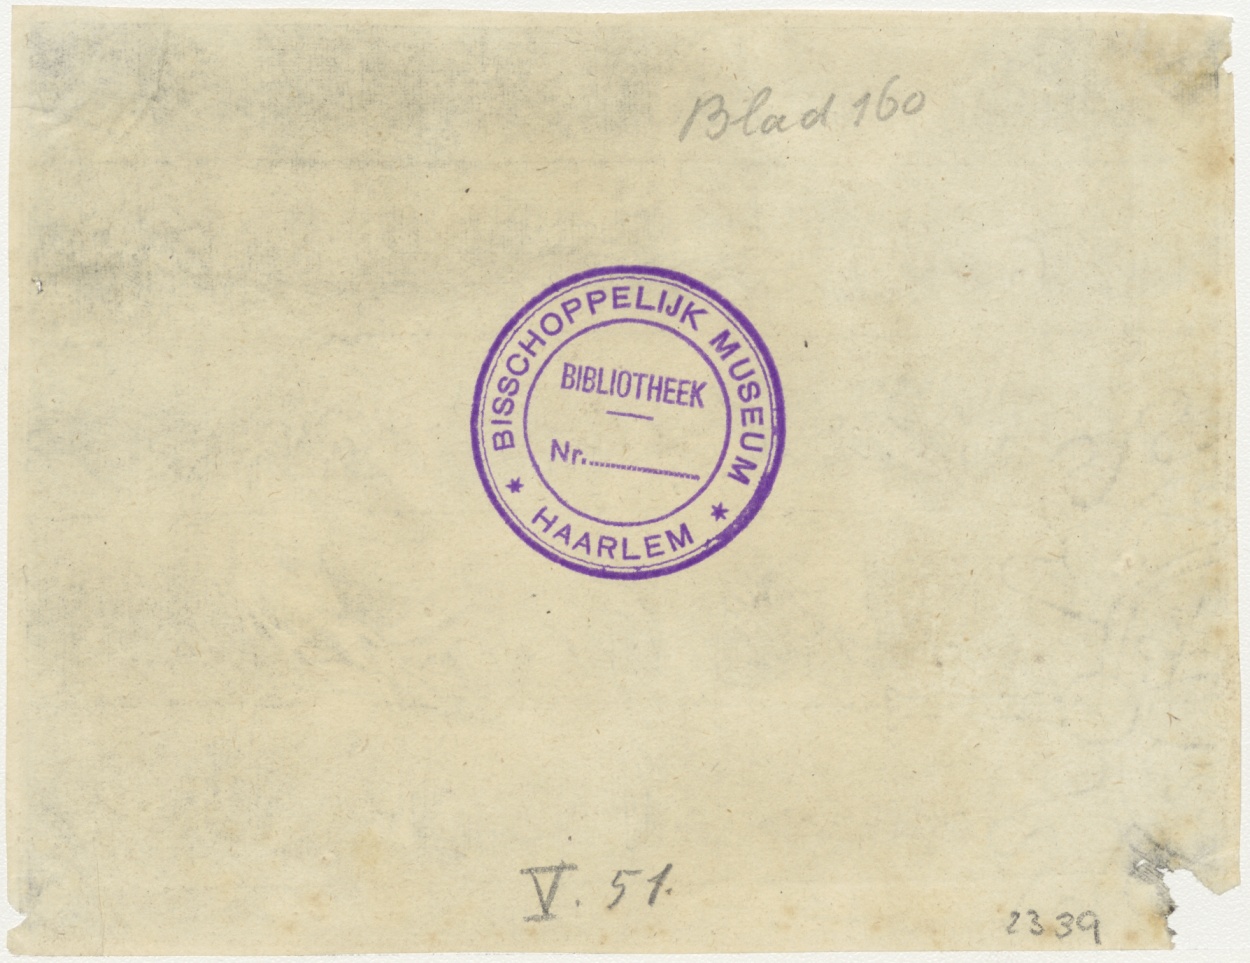 Blad 160
BISSCHOPPELIJK MUSEUM
BIBLIOTHEEK
Nr.
* HAARLEM *
V. 51.
2339